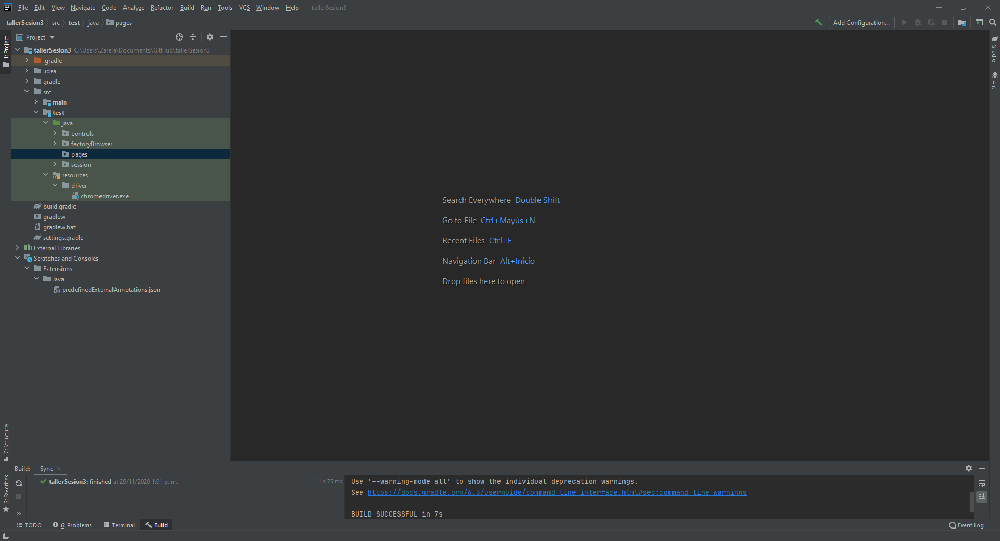 File Edit View Navigate Code Analyze Refactor Build Run Tools VCS Window Help tallerSesion3
tallerSesion3 src test java pages Add Configuration...
1: Project
Project
tallerSesion3 C:\Users\Zarela\Documents\GitHub\tallerSesion3
.gradle
.idea
gradle
src
main
test
java
controls
factoryBrowser
pages
session
resources
driver
chromedriver.exe
build.gradle
gradlew
gradlew.bat
settings.gradle
External Libraries
Scratches and Consoles
Extensions
Java
predefinedExternalAnnotations.json
Search Everywhere Double Shift
Go to File Ctrl+Mayús+N
Recent Files Ctrl+E
Navigation Bar Alt+Inicio
Drop files here to open
Gradle
Ant
7: Structure
2: Favorites
Build: Sync
tallerSesion3: finished at 29/11/2020 1:01 p. m. 11 s 75 ms
Use '--warning-mode all' to show the individual deprecation warnings.
See https://docs.gradle.org/6.3/userguide/command_line_interface.html#sec:command_line_warnings
BUILD SUCCESSFUL in 7s
TODO 6: Problems Terminal Build Event Log